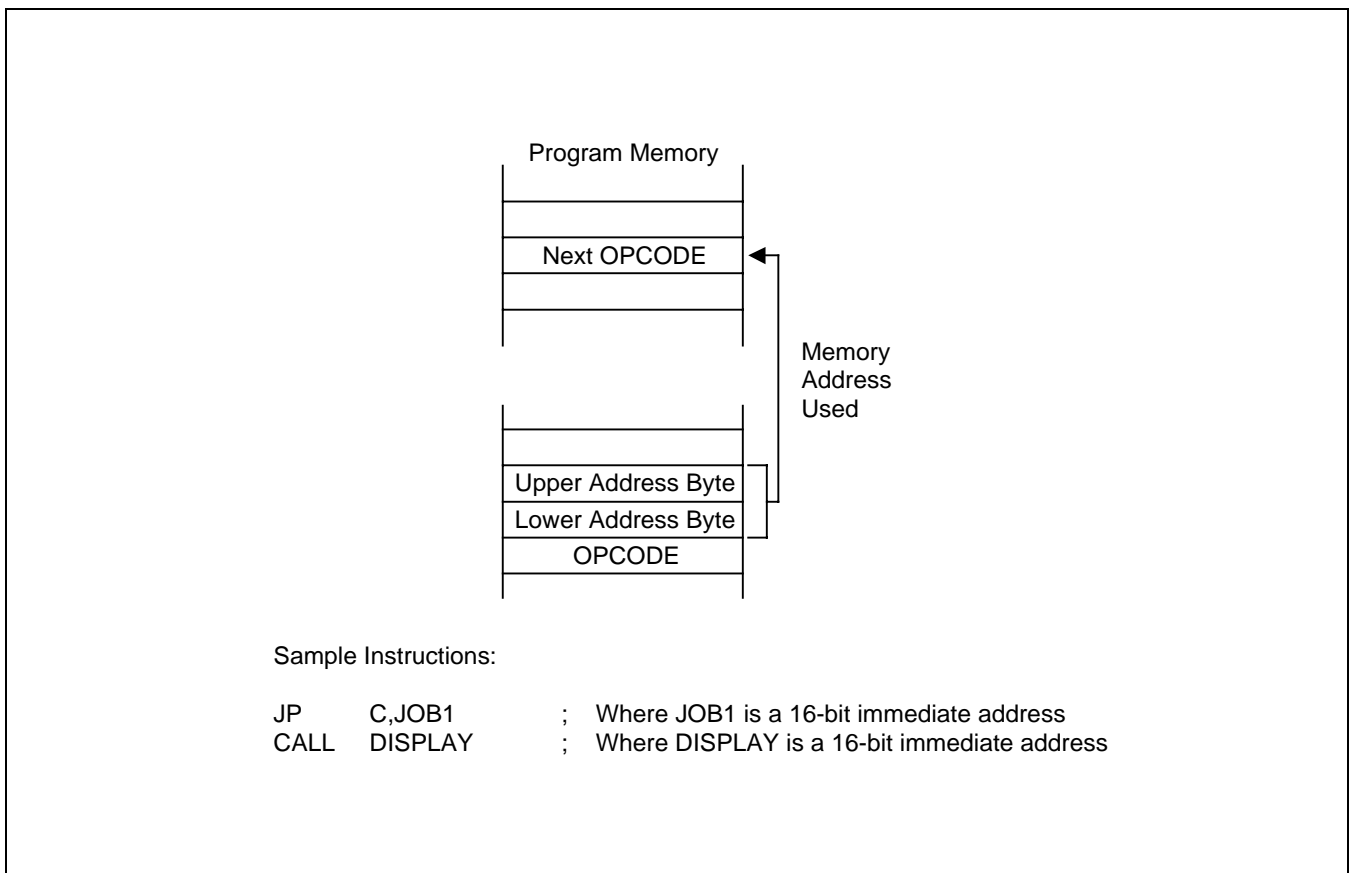 Program Memory
Next OPCODE
Memory
Address
Used
Upper Address Byte
Lower Address Byte
OPCODE
Sample Instructions:
JP C,JOB1 ; Where JOB1 is a 16-bit immediate address
CALL DISPLAY ; Where DISPLAY is a 16-bit immediate address